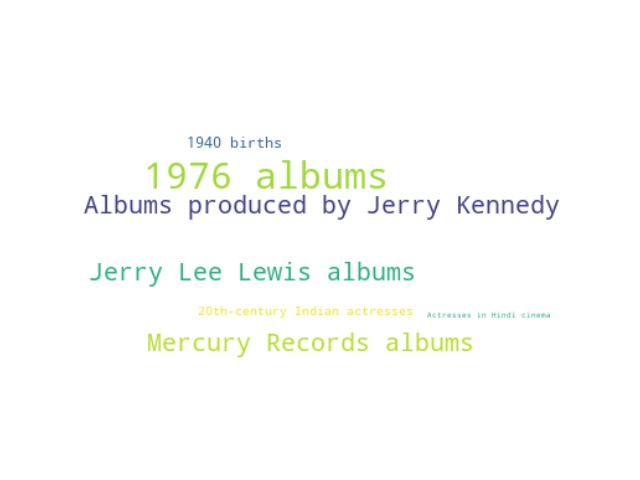 1940 births
1976 albums
Albums produced by Jerry Kennedy
Jerry Lee Lewis albums
20th-century Indian actresses
Actresses in Hindi cinema
Mercury Records albums